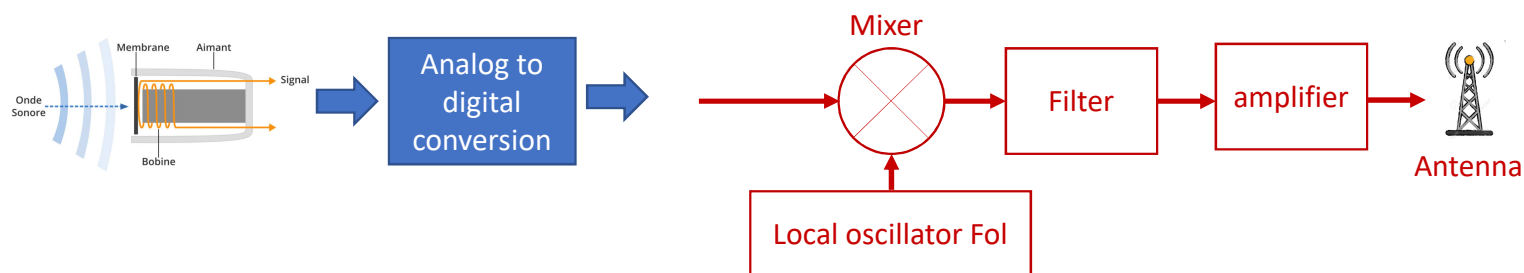 Onde
Sonore
Membrane
Aimant
Signal
Bobine
Analog to
digital
conversion
Mixer
Local oscillator Fol
Filter
amplifier
Antenna